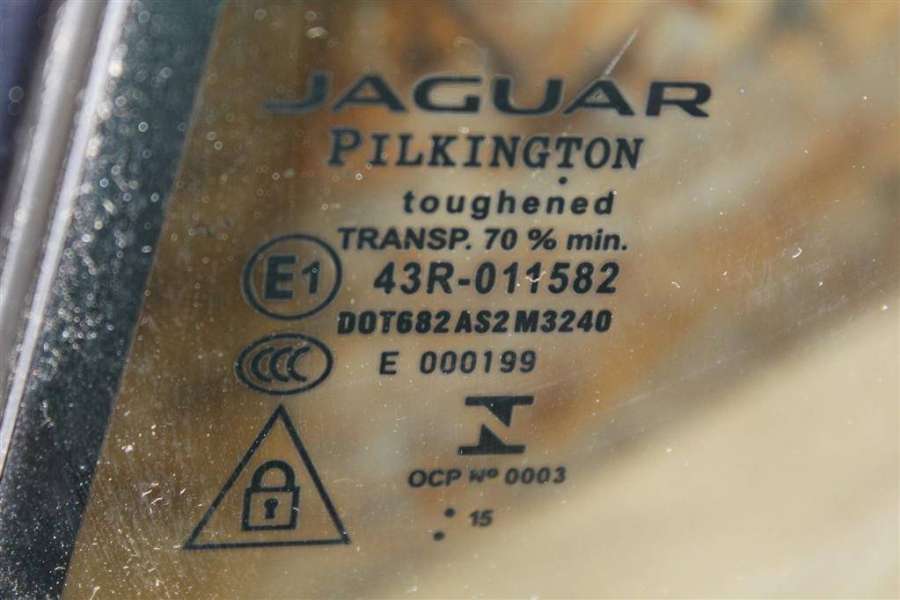 JAGUAR
PILKINGTON
toughened
TRANSP. 70 % min.
E1 43R-011582
DOT682 AS2 M3240
CCC E 000199
OCP Nº 0003
15